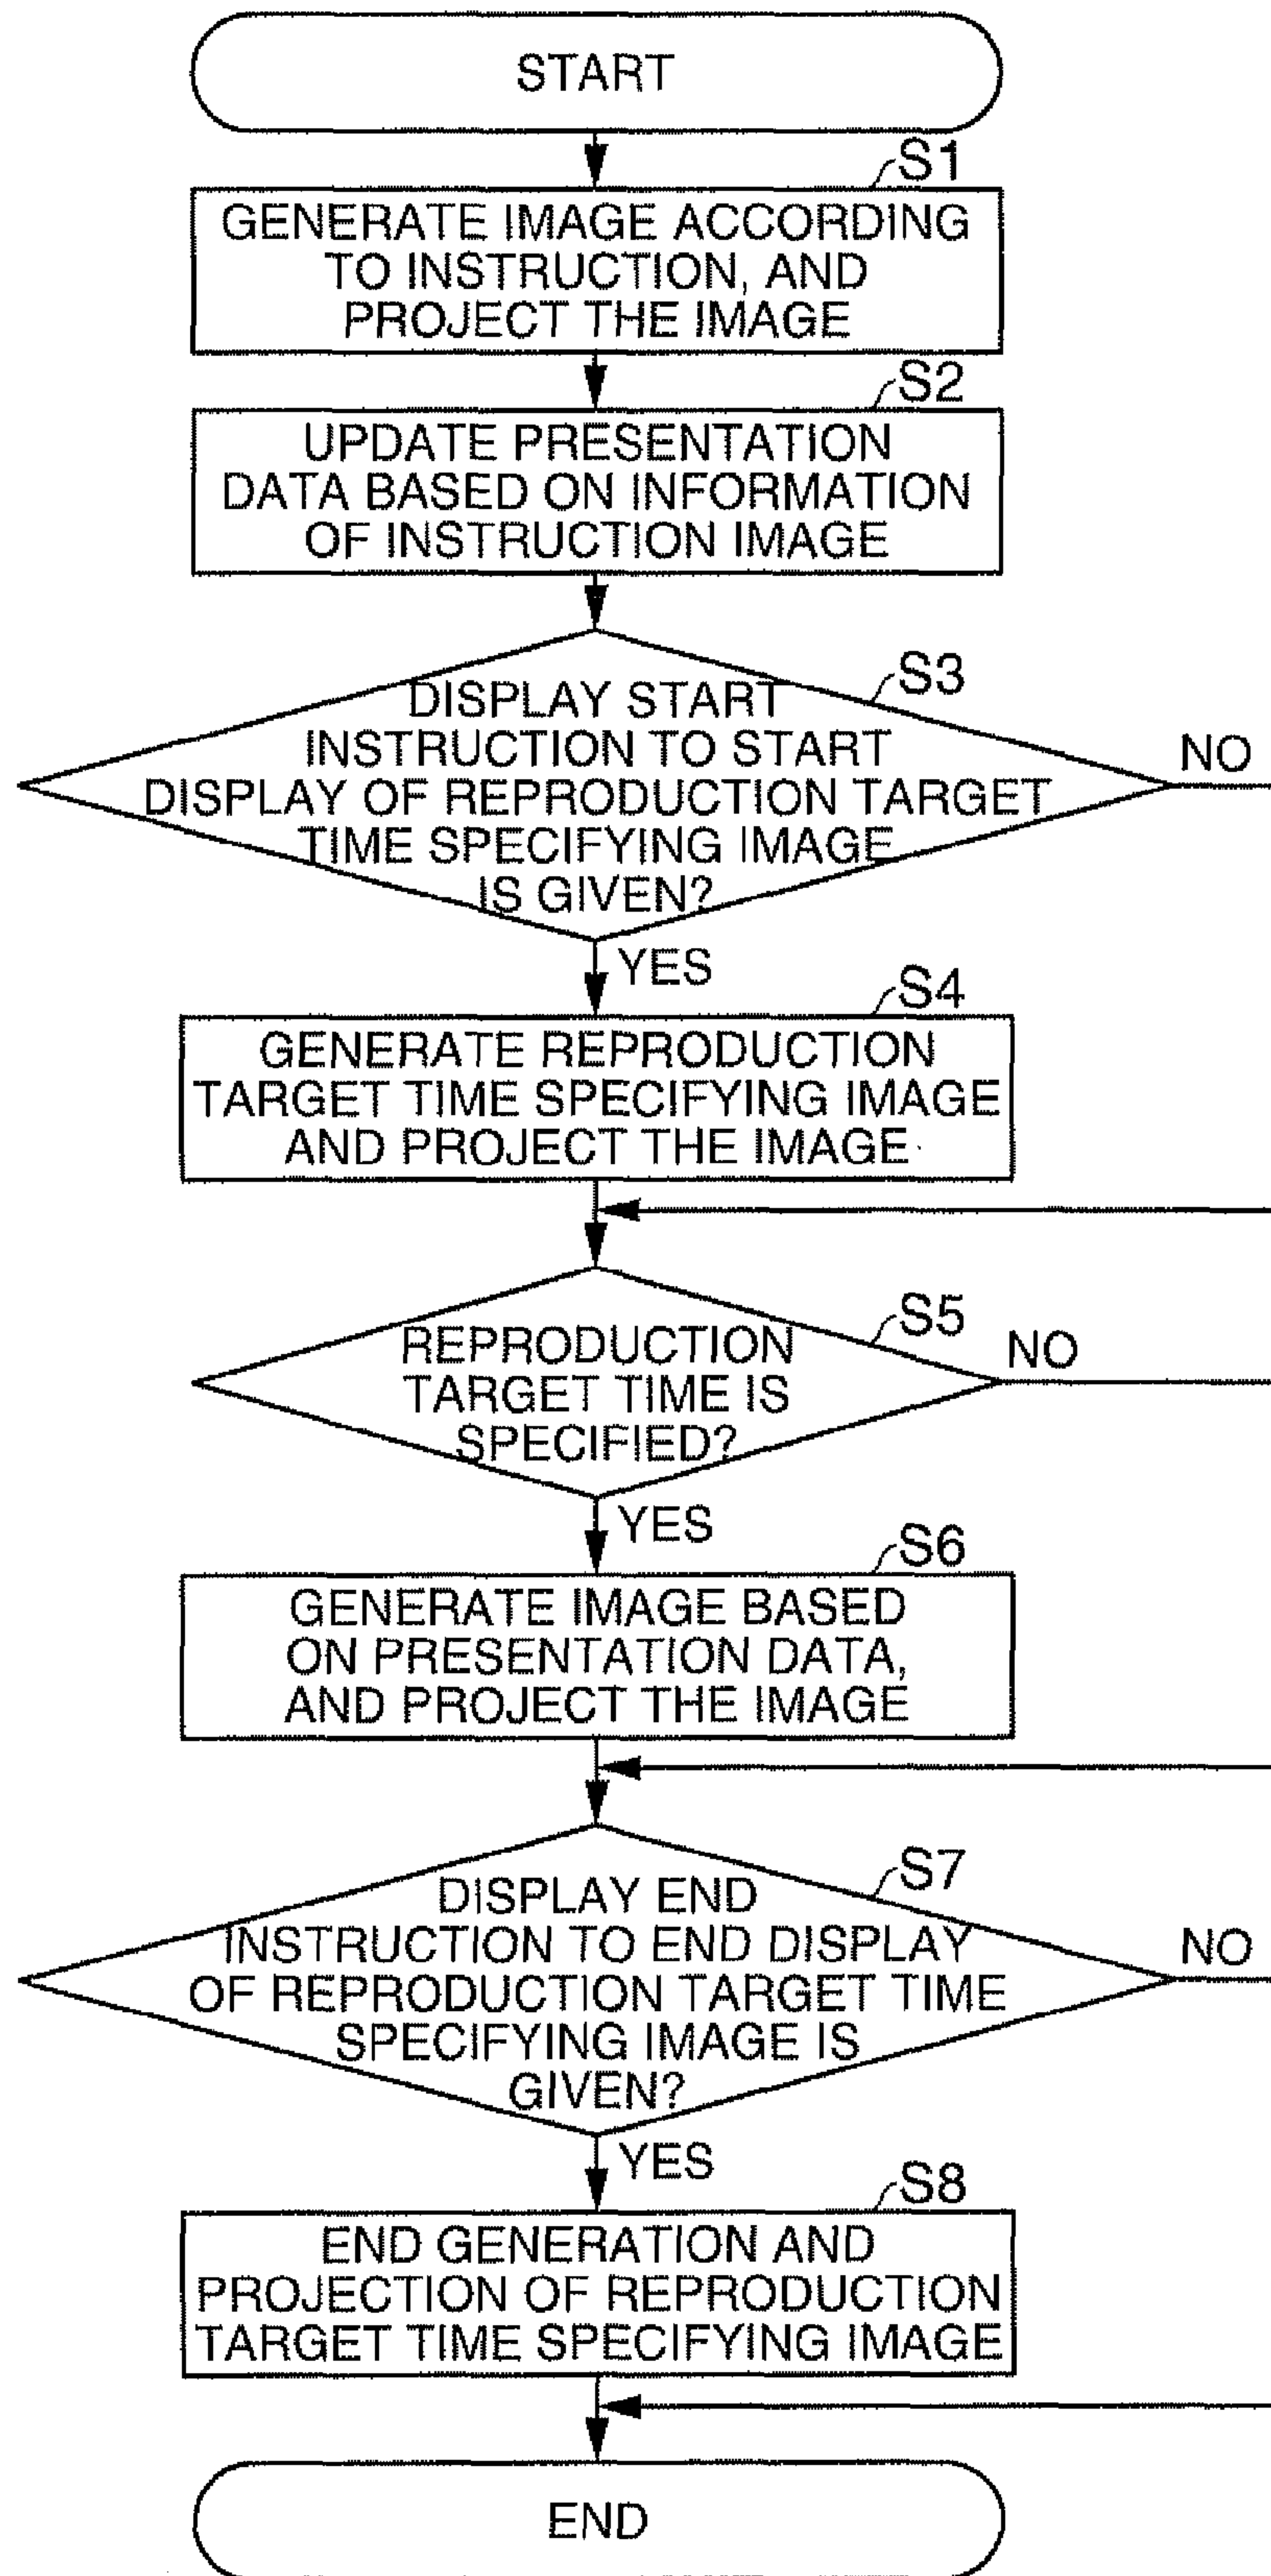 START
S1
GENERATE IMAGE ACCORDING
TO INSTRUCTION, AND
PROJECT THE IMAGE
S2
UPDATE PRESENTATION
DATA BASED ON INFORMATION
OF INSTRUCTION IMAGE
S3
DISPLAY START
INSTRUCTION TO START
DISPLAY OF REPRODUCTION TARGET
TIME SPECIFYING IMAGE
IS GIVEN?
NO
YES
S4
GENERATE REPRODUCTION
TARGET TIME SPECIFYING IMAGE
AND PROJECT THE IMAGE
S5
REPRODUCTION
TARGET TIME IS
SPECIFIED?
NO
YES
S6
GENERATE IMAGE BASED
ON PRESENTATION DATA,
AND PROJECT THE IMAGE
S7
DISPLAY END
INSTRUCTION TO END DISPLAY
OF REPRODUCTION TARGET TIME
SPECIFYING IMAGE IS
GIVEN?
NO
YES
S8
END GENERATION AND
PROJECTION OF REPRODUCTION
TARGET TIME SPECIFYING IMAGE
END